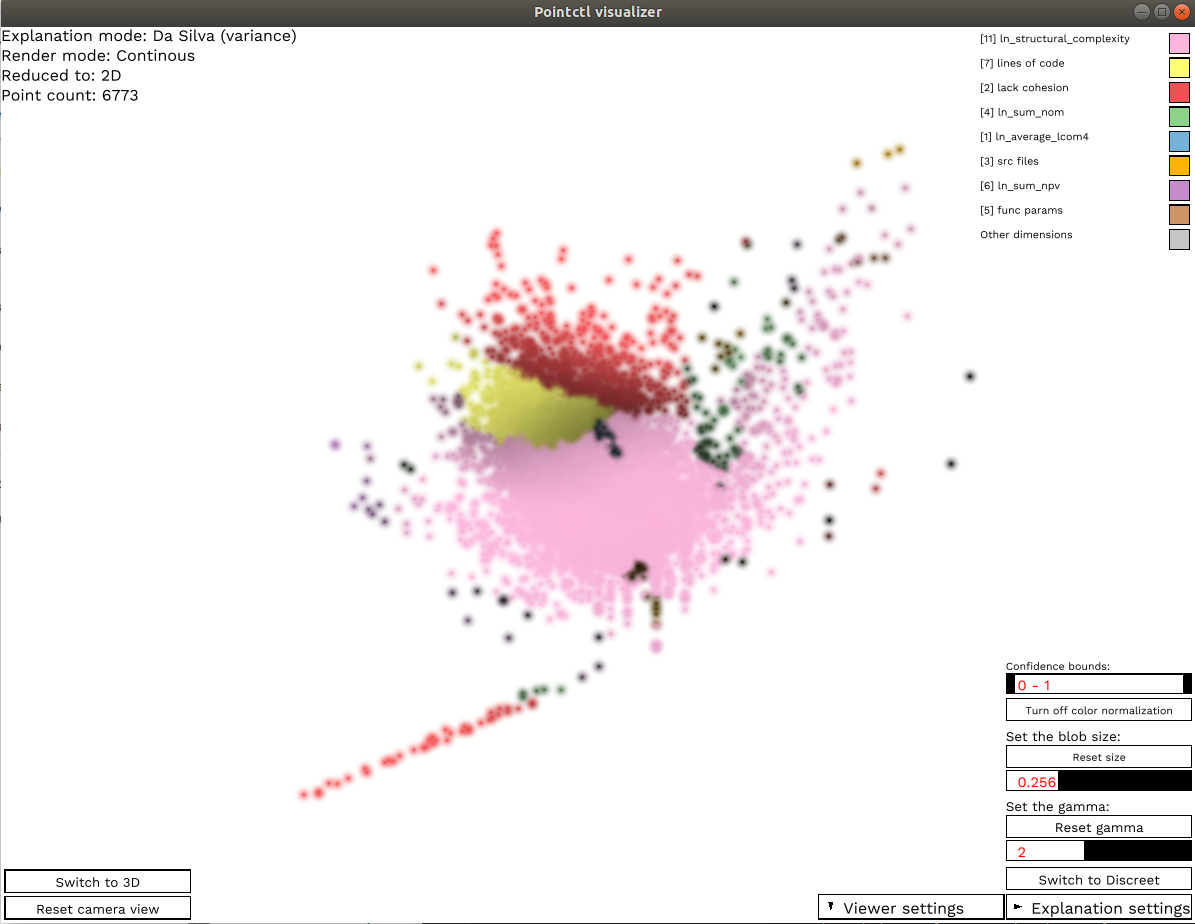 Pointctl visualizer
Explanation mode: Da Silva (variance)
Render mode: Continous
Reduced to: 2D
Point count: 6773
[11] ln_structural_complexity
[7] lines of code
[2] lack cohesion
[4] ln_sum_nom
[1] ln_average_lcom4
[3] src files
[6] ln_sum_npv
[5] func params
Other dimensions
Confidence bounds:
0 - 1
Turn off color normalization
Set the blob size:
Reset size
0.256
Set the gamma:
Reset gamma
2
Switch to Discreet
Switch to 3D
Reset camera view
Viewer settings
Explanation settings